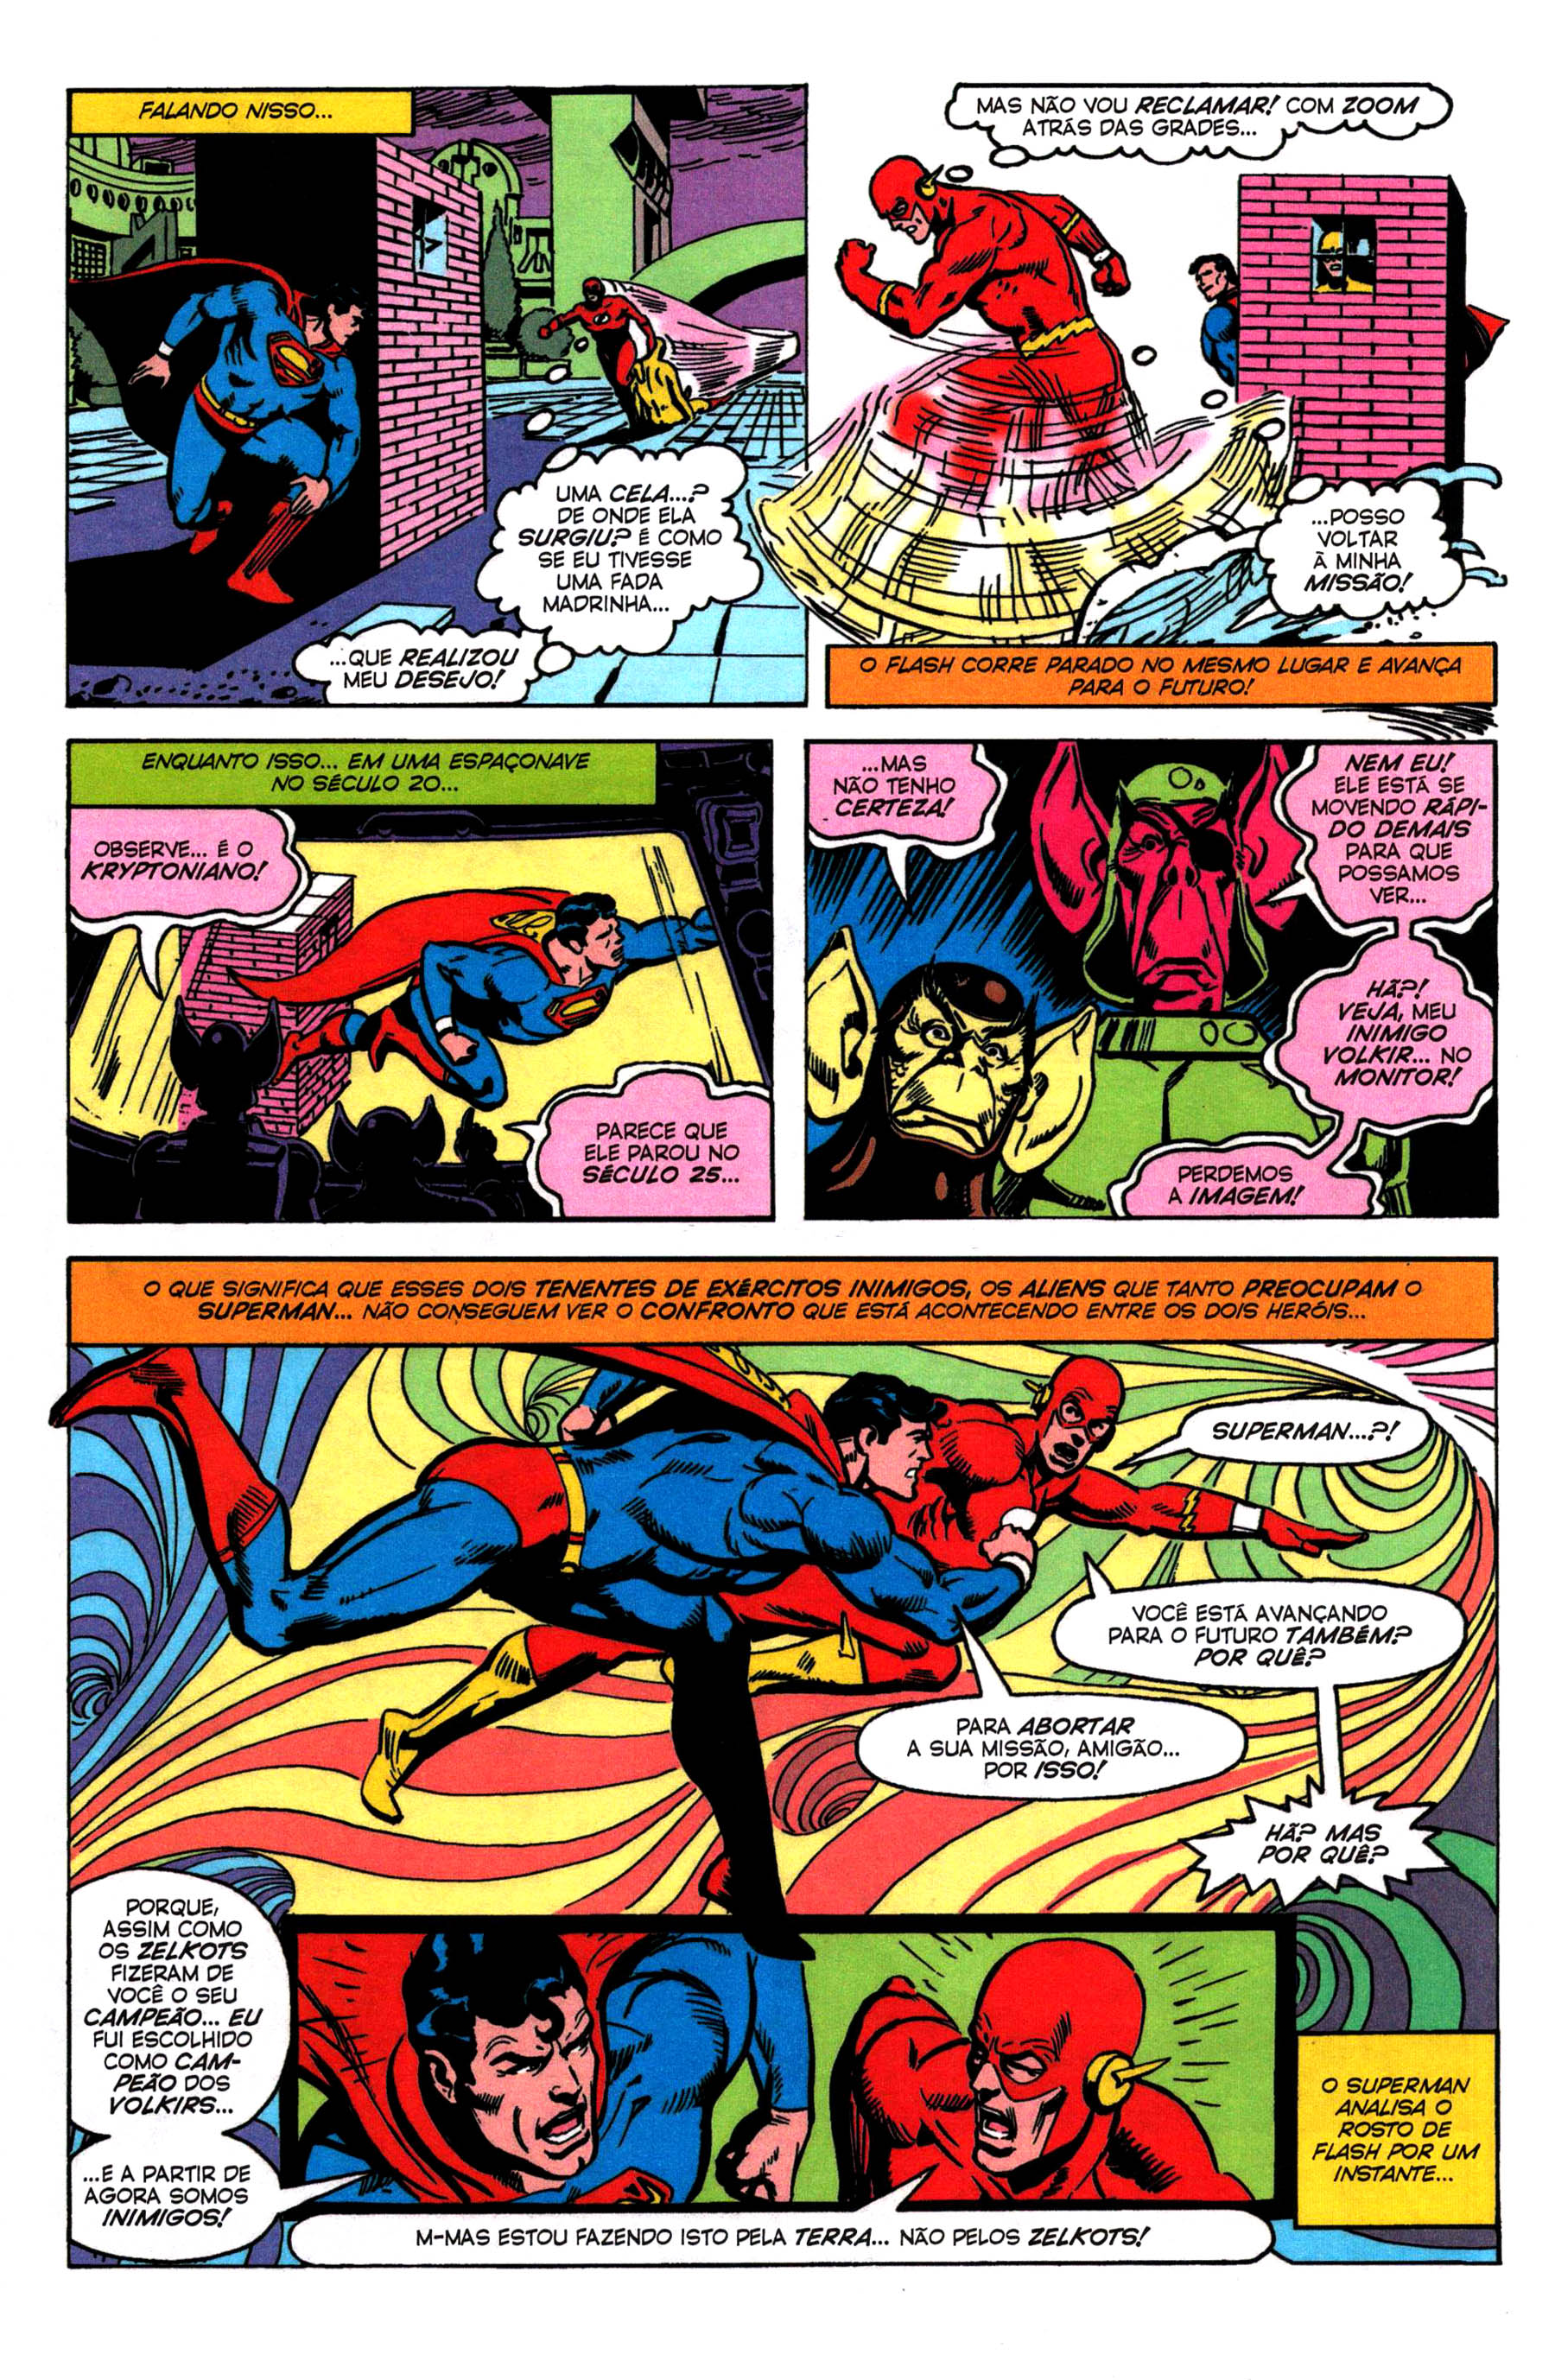 FALANDO NISSO...
UMA CELA...?
DE ONDE ELA
SURGIU? É COMO
SE EU TIVESSE
UMA FADA
MADRINHA...
...QUE REALIZOU
MEU DESEJO!
MAS NÃO VOU RECLAMAR! COM ZOOM
ATRÁS DAS GRADES...
...POSSO
VOLTAR
À MINHA
MISSÃO!
O FLASH CORRE PARADO NO MESMO LUGAR E AVANÇA
PARA O FUTURO!
ENQUANTO ISSO... EM UMA ESPAÇONAVE
NO SÉCULO 20...
OBSERVE... É O
KRYPTONIANO!
PARECE QUE
ELE PAROU NO
SÉCULO 25...
...MAS
NÃO TENHO
CERTEZA!
NEM EU!
ELE ESTÁ SE
MOVENDO RÁPI-
DO DEMAIS
PARA QUE
POSSAMOS
VER...
HÃ?!
VEJA, MEU
INIMIGO
VOLKIR... NO
MONITOR!
PERDEMOS
A IMAGEM!
O QUE SIGNIFICA QUE ESSES DOIS TENENTES DE EXÉRCITOS INIMIGOS, OS ALIENS QUE TANTO PREOCUPAM O
SUPERMAN... NÃO CONSEGUEM VER O CONFRONTO QUE ESTÁ ACONTECENDO ENTRE OS DOIS HERÓIS...
SUPERMAN...?!
VOCÊ ESTÁ AVANÇANDO
PARA O FUTURO TAMBÉM?
POR QUÊ?
PARA ABORTAR
A SUA MISSÃO, AMIGÃO...
POR ISSO!
HÃ? MAS
POR QUÊ?
PORQUE,
ASSIM COMO
OS ZELKOTS
FIZERAM DE
VOCÊ O SEU
CAMPEÃO... EU
FUI ESCOLHIDO
COMO CAM-
PEÃO DOS
VOLKIRS...
...E A PARTIR DE
AGORA SOMOS
INIMIGOS!
M-MAS ESTOU FAZENDO ISTO PELA TERRA... NÃO PELOS ZELKOTS!
O SUPERMAN
ANALISA O
ROSTO DE
FLASH POR UM
INSTANTE...